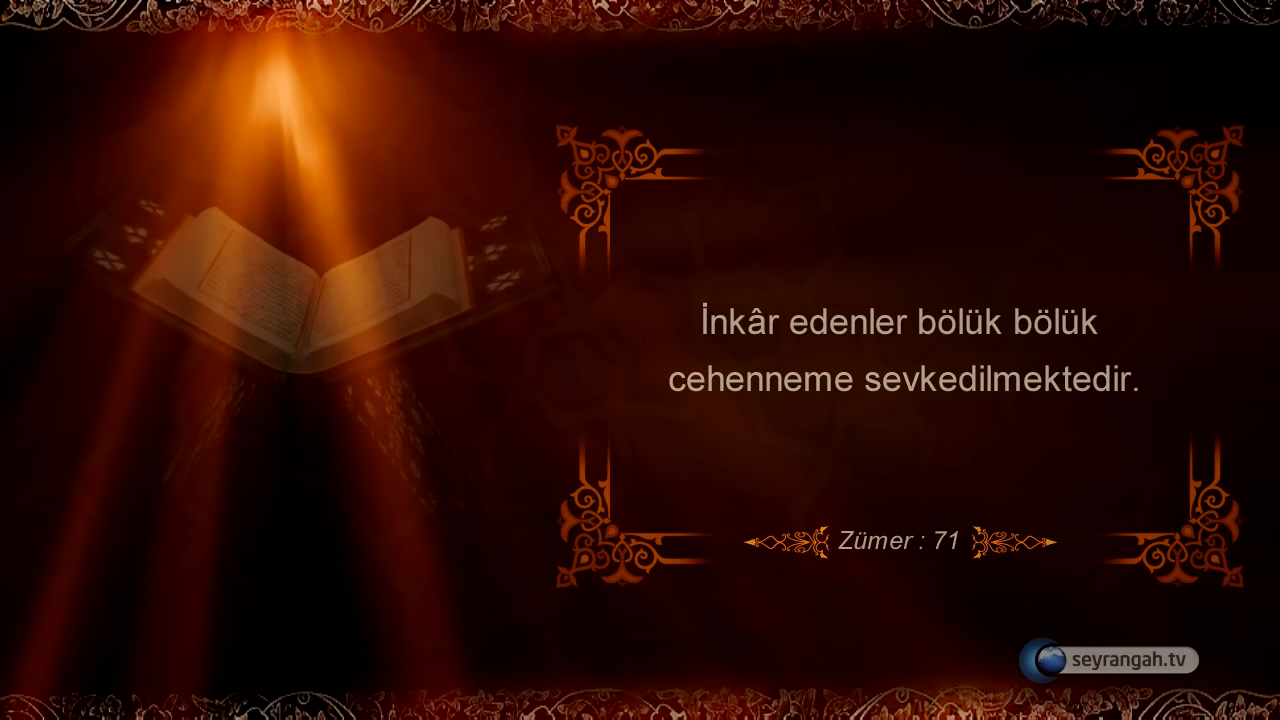 İnkâr edenler bölük bölük
cehenneme sevkedilmektedir.
Zümer : 71
seyrangah.tv